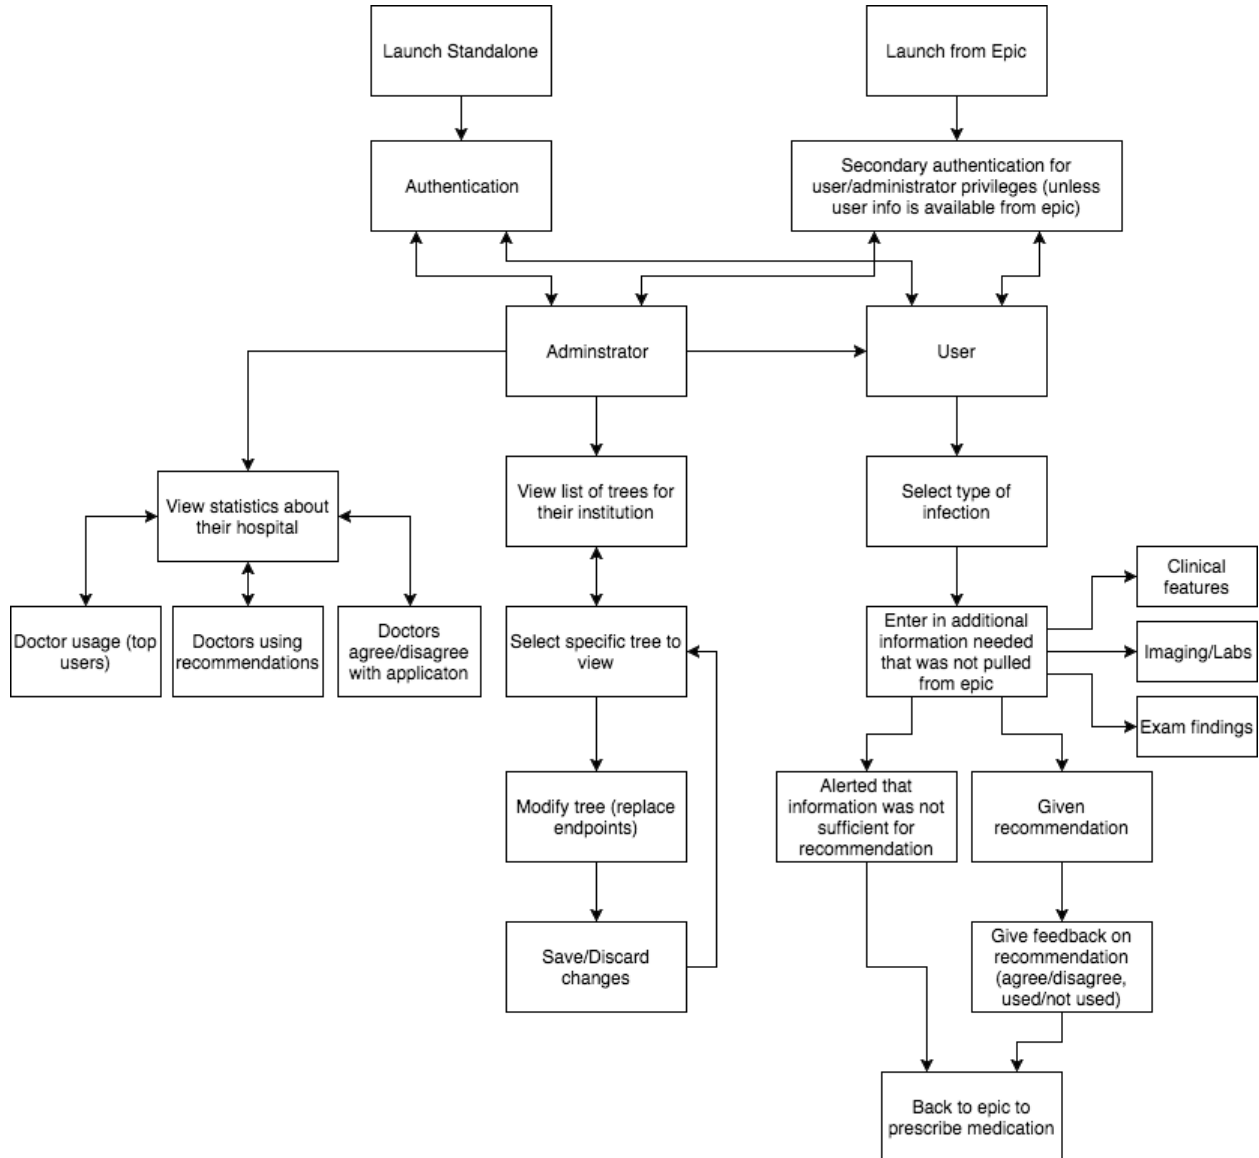 Launch Standalone
Launch from Epic
Authentication
Secondary authentication for
user/administrator privileges (unless
user info is available from epic)
Adminstrator
User
View statistics about
their hospital
View list of trees for
their institution
Select type of
infection
Clinical
features
Doctor usage (top
users)
Doctors using
recommendations
Doctors
agree/disagree
with applicaton
Select specific tree to
view
Enter in additional
information needed
that was not pulled
from epic
Imaging/Labs
Exam findings
Modify tree (replace
endpoints)
Alerted that
information was not
sufficient for
recommendation
Given
recommendation
Save/Discard
changes
Give feedback on
recommendation
(agree/disagree,
used/not used)
Back to epic to
prescribe medication